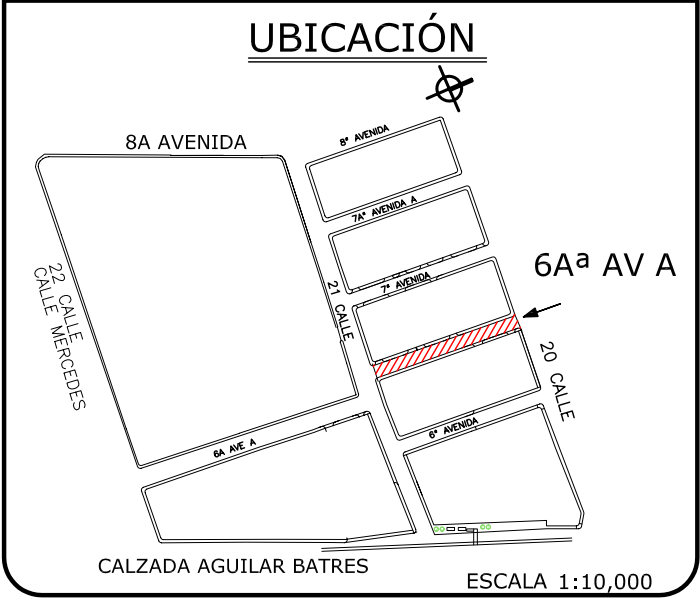 UBICACIÓN
8A AVENIDA
8ª AVENIDA
7Aª AVENIDA A
7ª AVENIDA
6Aª AV A
22 CALLE
CALLE MERCEDES
21 CALLE
20 CALLE
6ª AVENIDA
6A AVE A
CALZADA AGUILAR BATRES
ESCALA 1:10,000